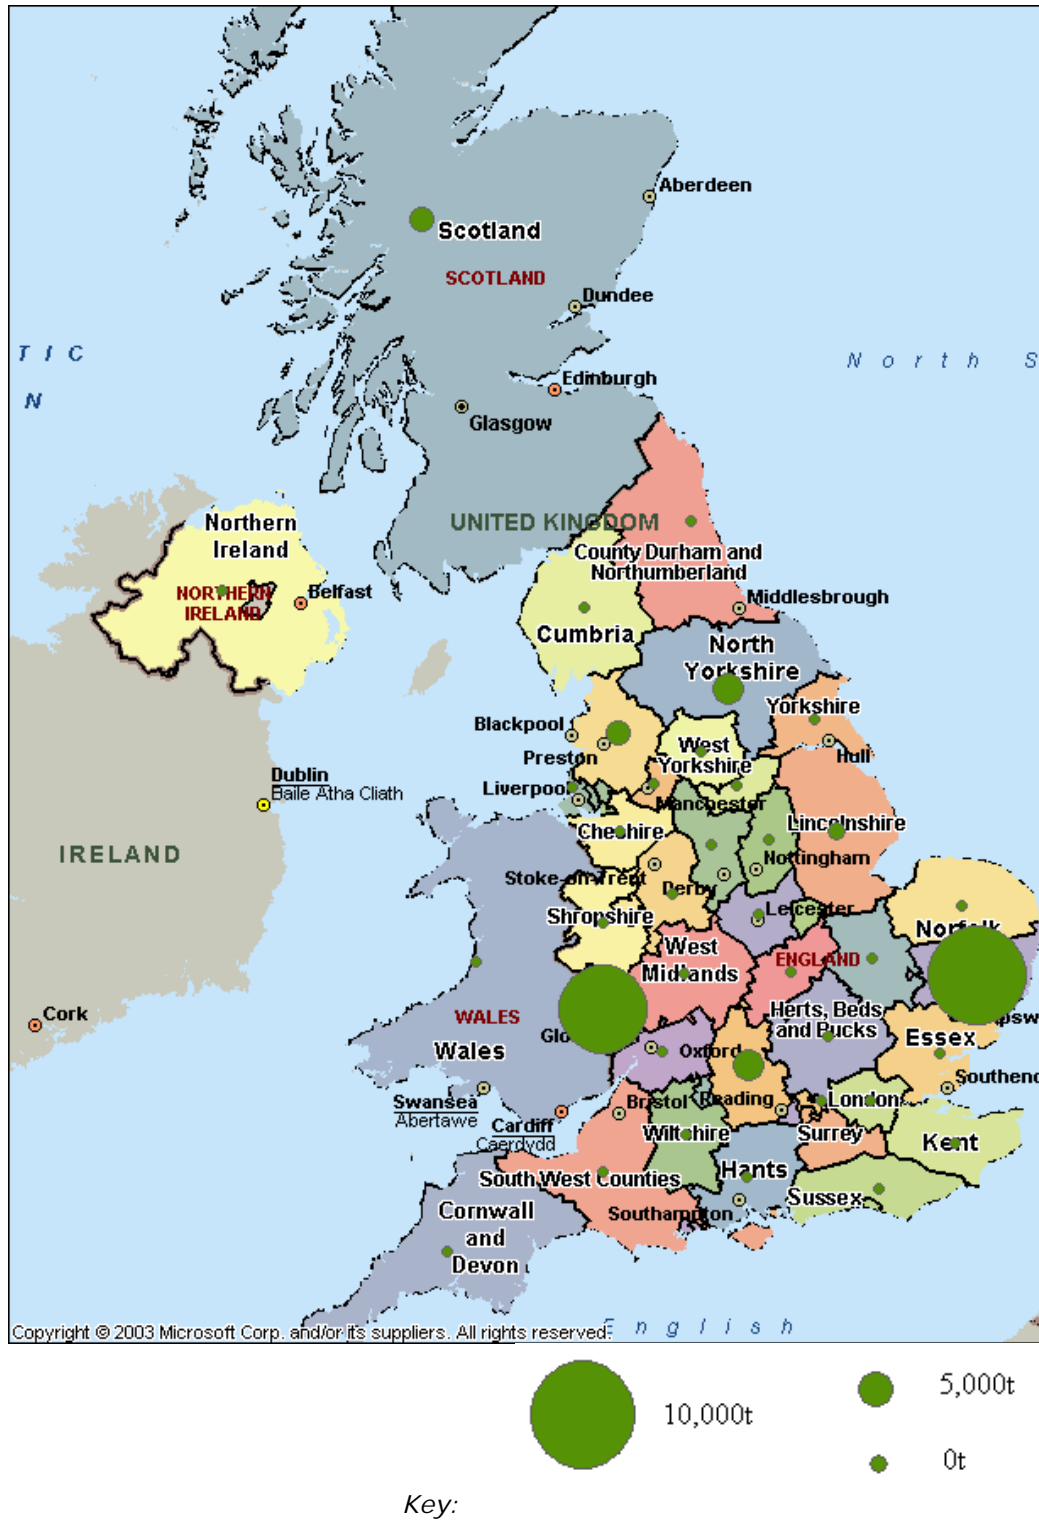 Aberdeen
Scotland
SCOTLAND
Dundee
T I C
N
North S
Edinburgh
Glasgow
Northern
Ireland
UNITED KINGDOM
County Durham and
Northumberland
NORTHERN
IRELAND
Belfast
Middlesbrough
Cumbria
North
Yorkshire
Yorkshire
Blackpool
Preston
West
Yorkshire
Hull
Dublin
Baile Atha Cliath
Liverpool
Manchester
IRELAND
Cheshire
Lincolnshire
Nottingham
Stoke-on-Trent
Derby
Leicester
Shropshire
Norfolk
West
Midlands
ENGLAND
Cork
WALES
Herts, Beds
and Bucks
Essex
Wales
Oxford
Southend
Swansea
Abertawe
Reading
London
Bristol
Cardiff
Caerdydd
Wiltshire
Surrey
Kent
South West Counties
Hants
Sussex
Southampton
Cornwall
and
Devon
Copyright © 2003 Microsoft Corp. and/or its suppliers. All rights reserved.
English
5,000t
10,000t
0t
Key: